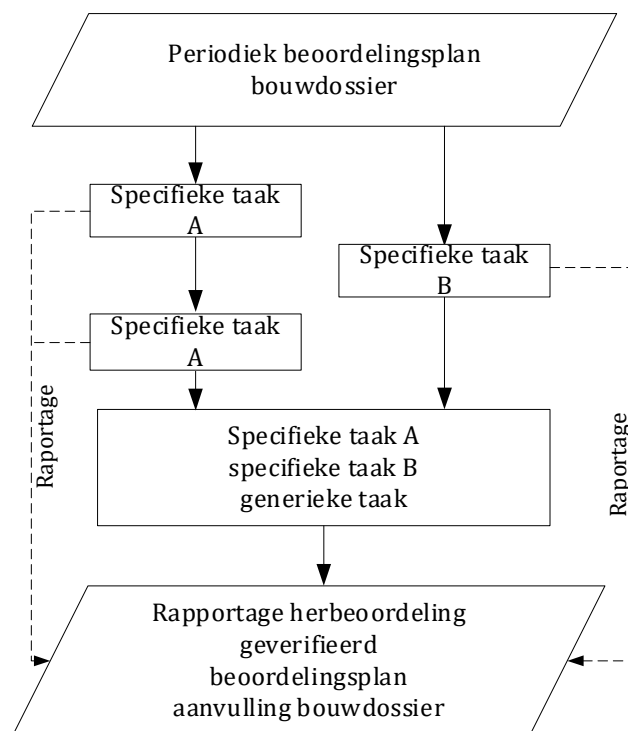 Periodiek beoordelingsplan
bouwdossier
Specifieke taak
A
Specifieke taak
B
Specifieke taak
A
Raportage
Raportage
Specifieke taak A
specifieke taak B
generieke taak
Rapportage herbeoordeling
geverifieerd
beoordelingsplan
aanvulling bouwdossier